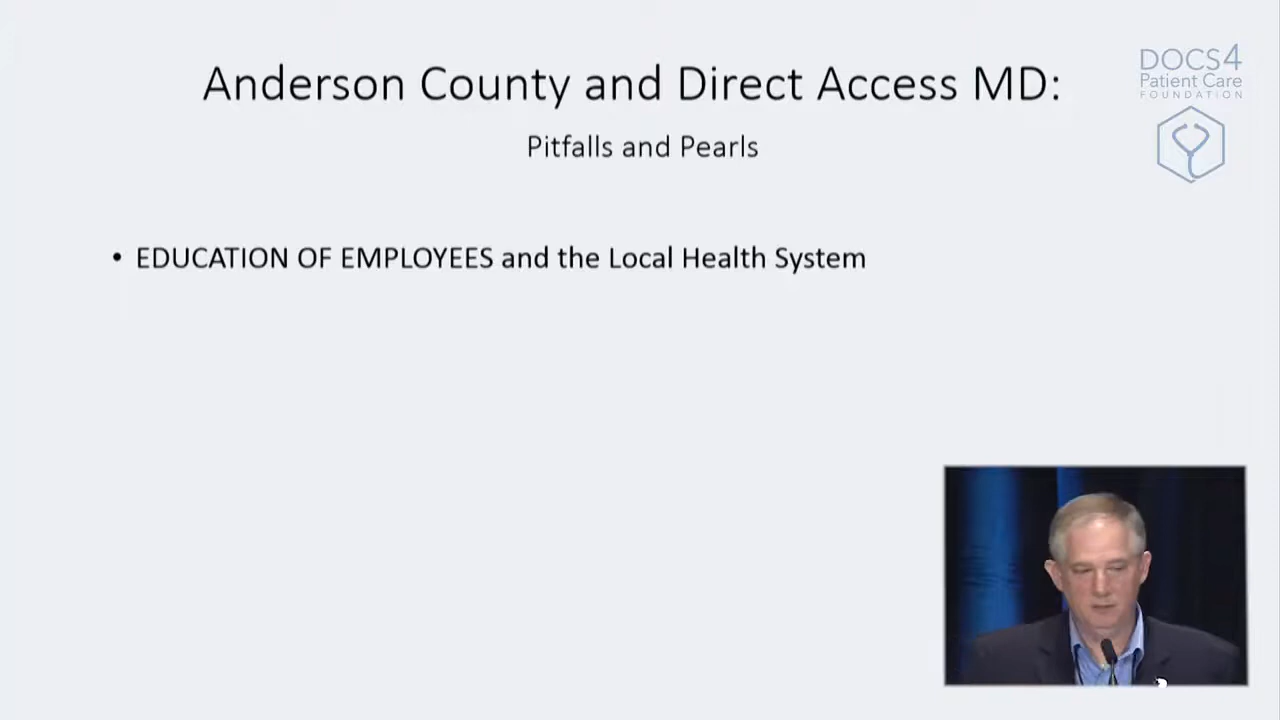 Anderson County and Direct Access MD:
Pitfalls and Pearls
DOCS4
Patient Care
FOUNDATION
• EDUCATION OF EMPLOYEES and the Local Health System